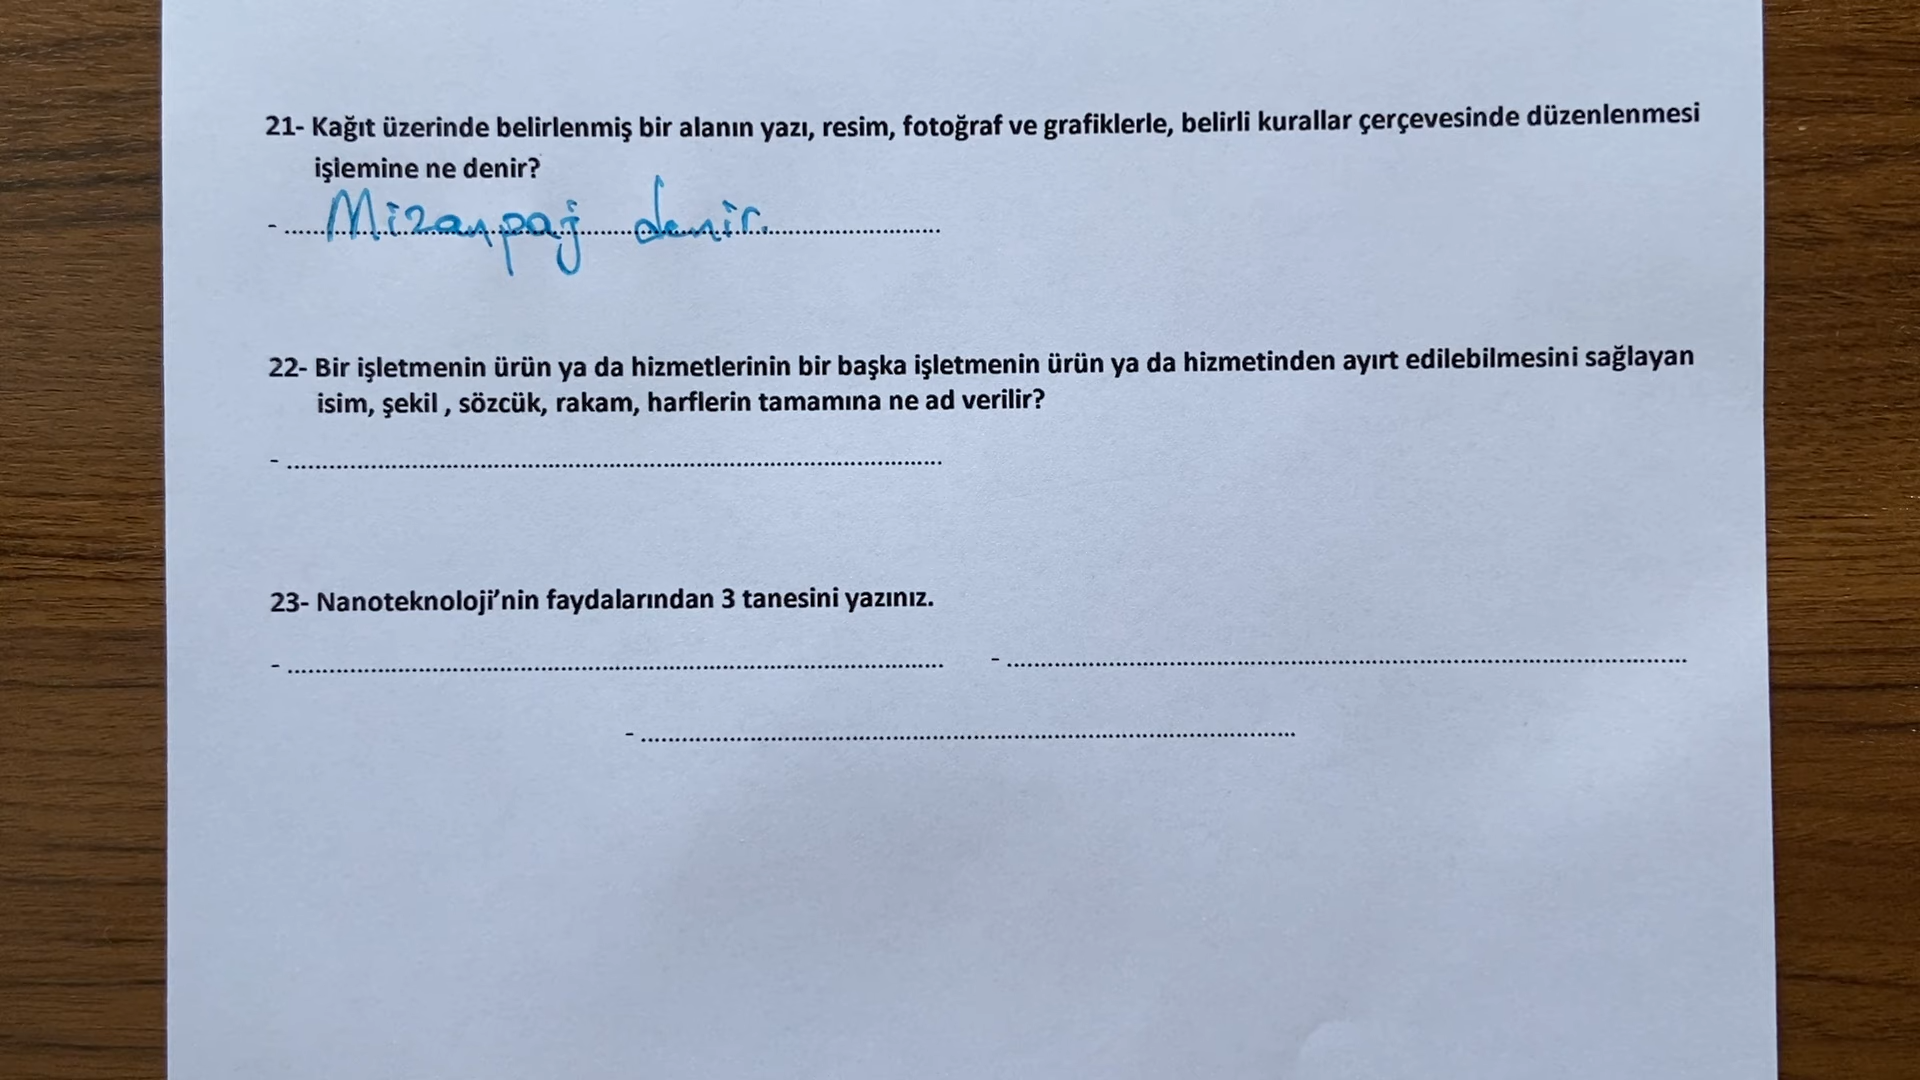 21- Kağıt üzerinde belirlenmiş bir alanın yazı, resim, fotoğraf ve grafiklerle, belirli kurallar çerçevesinde düzenlenmesi
işlemine ne denir?
- Mizanpaj denir.
22- Bir işletmenin ürün ya da hizmetlerinin bir başka işletmenin ürün ya da hizmetinden ayırt edilebilmesini sağlayan
isim, şekil , sözcük, rakam, harflerin tamamına ne ad verilir?
-
23- Nanoteknoloji’nin faydalarından 3 tanesini yazınız.
- -
-